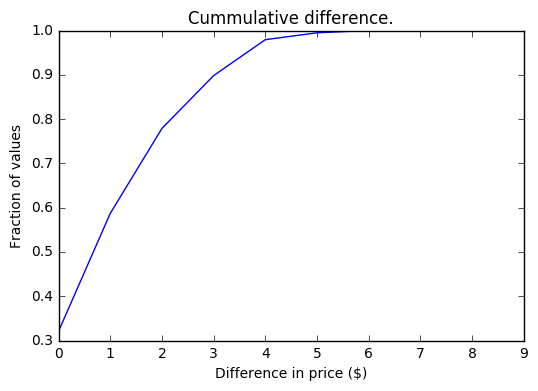 Cummulative difference.
1.0
0.9
0.8
0.7
0.6
0.5
0.4
0.3
Fraction of values
0 1 2 3 4 5 6 7 8 9
Difference in price ($)